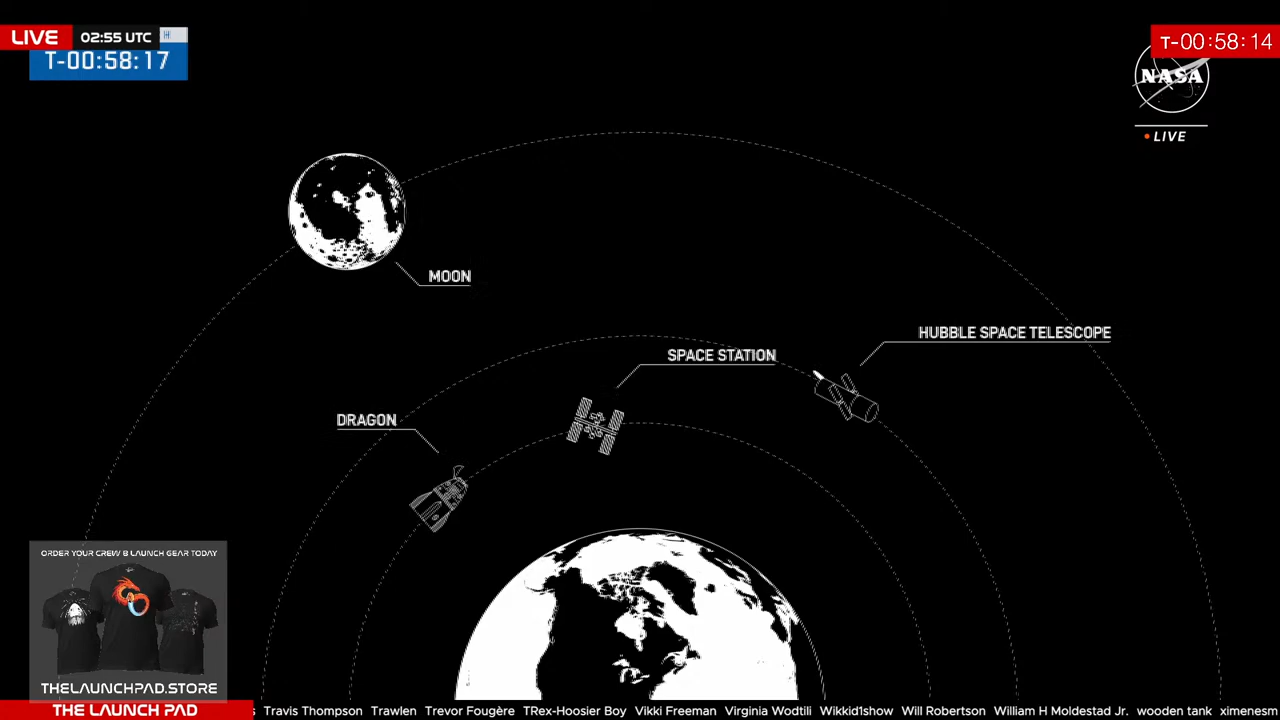 LIVE 02:55 UTC
T-00:58:17
T-00:58:14
NASA
LIVE
MOON
HUBBLE SPACE TELESCOPE
SPACE STATION
DRAGON
ORDER YOUR CREW 8 LAUNCH GEAR TODAY
THELAUNCHPAD.STORE
THE LAUNCH PAD
s Travis Thompson Trawlen Trevor Fougère TRex-Hoosier Boy Vikki Freeman Virginia Wodtili Wikkid1show Will Robertson William H Moldestad Jr. wooden tank ximenesm